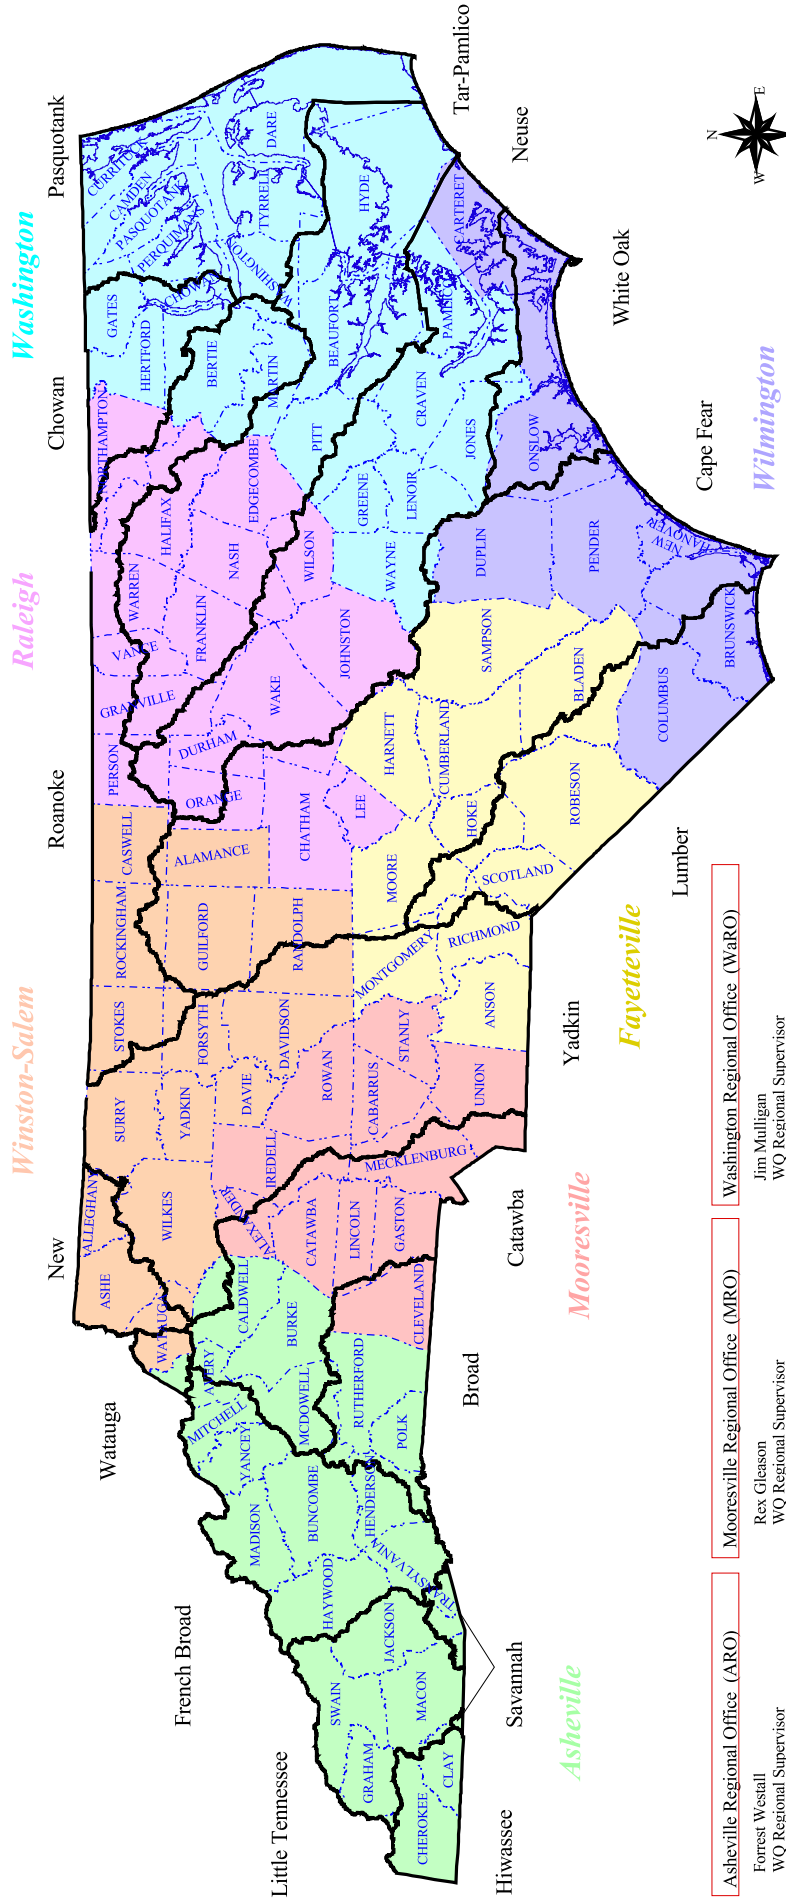 Winston-Salem
Raleigh
Washington
New
Roanoke
Chowan
Pasquotank
Watauga
French Broad
Little Tennessee
Hiwassee
Savannah
Broad
Catawba
Yadkin
Lumber
Cape Fear
White Oak
Neuse
Tar-Pamlico
Asheville
Mooresville
Fayetteville
Wilmington
CHEROKEE
CLAY
GRAHAM
SWAIN
MACON
JACKSON
HAYWOOD
TRANSYLVANIA
MADISON
BUNCOMBE
HENDERSON
YANCEY
MITCHELL
AVERY
MCDOWELL
RUTHERFORD
POLK
BURKE
CALDWELL
CLEVELAND
WATAUGA
ASHE
ALLEGHANY
WILKES
ALEXANDER
CATAWBA
LINCOLN
GASTON
IREDELL
MECKLENBURG
SURRY
YADKIN
DAVIE
ROWAN
CABARRUS
UNION
STANLY
STOKES
FORSYTH
DAVIDSON
ANSON
MONTGOMERY
RICHMOND
ROCKINGHAM
GUILFORD
RANDOLPH
MOORE
SCOTLAND
HOKE
CASWELL
ALAMANCE
CHATHAM
LEE
ORANGE
PERSON
DURHAM
GRANVILLE
VANCE
WAKE
HARNETT
CUMBERLAND
ROBESON
BLADEN
COLUMBUS
BRUNSWICK
SAMPSON
JOHNSTON
FRANKLIN
WARREN
HALIFAX
NASH
WILSON
WAYNE
DUPLIN
PENDER
NEW
HANOVER
ONSLOW
JONES
LENOIR
GREENE
EDGECOMBE
NORTHAMPTON
PITT
CRAVEN
MARTIN
BERTIE
HERTFORD
GATES
CHOWAN
PERQUIMANS
PASQUOTANK
CAMDEN
CURRITUCK
WASHINGTON
TYRRELL
DARE
HYDE
BEAUFORT
PAMLICO
CARTERET
N
E
W
Asheville Regional Office (ARO)
Forrest Westall
WQ Regional Supervisor
Mooresville Regional Office (MRO)
Rex Gleason
WQ Regional Supervisor
Washington Regional Office (WaRO)
Jim Mulligan
WQ Regional Supervisor